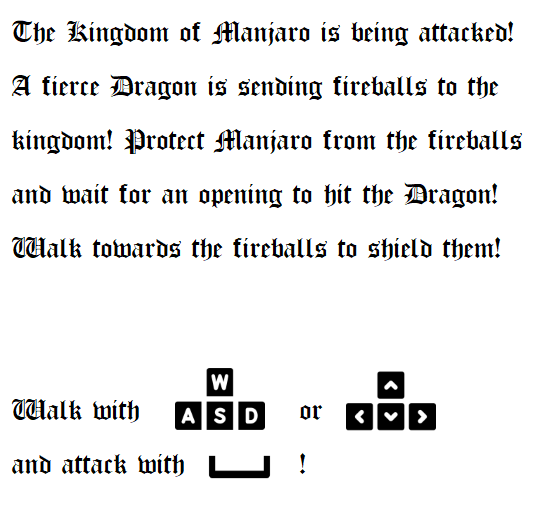 The Kingdom of Manjaro is being attacked!
A fierce Dragon is sending fireballs to the
kingdom! Protect Manjaro from the fireballs
and wait for an opening to hit the Dragon!
Walk towards the fireballs to shield them!
W
Walk with A S D or
and attack with !